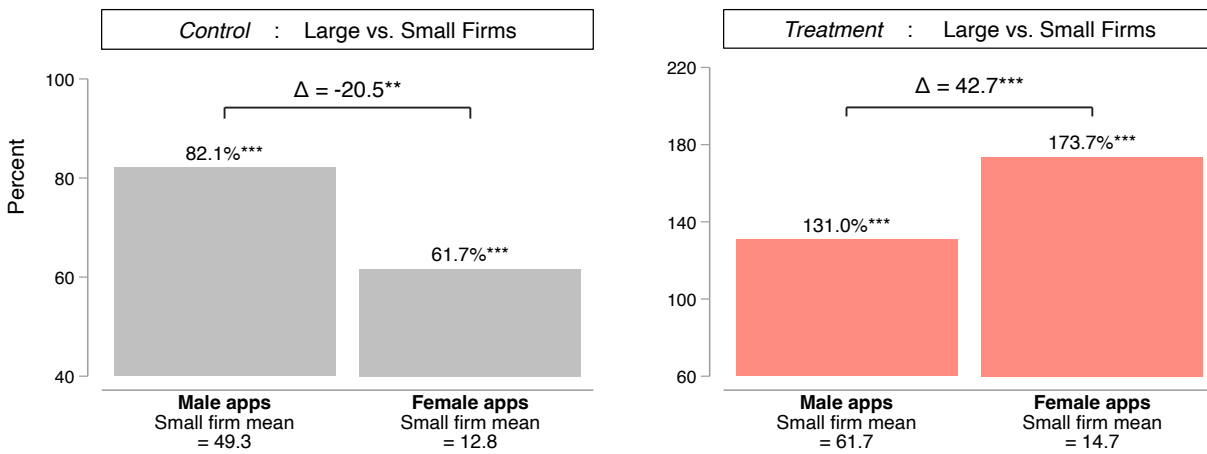 Control : Large vs. Small Firms
Percent
100
80
60
40
Δ = -20.5**
82.1%***
61.7%***
Male apps
Small firm mean
= 49.3
Female apps
Small firm mean
= 12.8
Treatment : Large vs. Small Firms
220
180
140
100
60
Δ = 42.7***
131.0%***
173.7%***
Male apps
Small firm mean
= 61.7
Female apps
Small firm mean
= 14.7